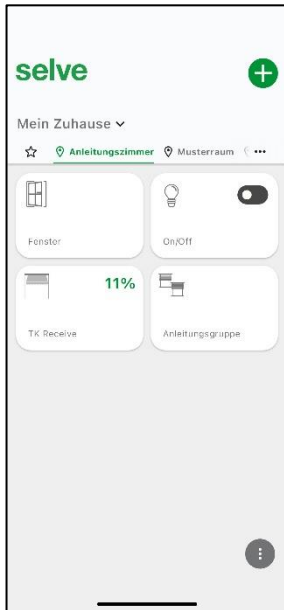 selve
Mein Zuhause
Anleitungszimmer Musterraum
Fenster
On/Off
11%
TK Receive
Anleitungsgruppe